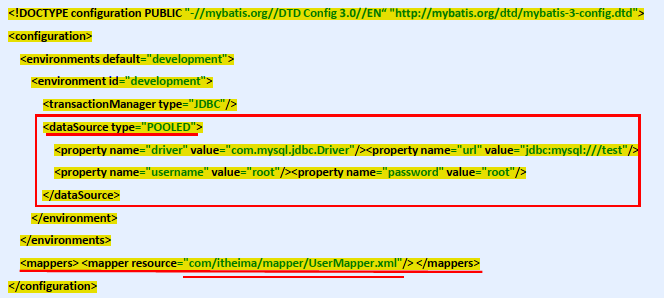 <!DOCTYPE configuration PUBLIC "-//mybatis.org//DTD Config 3.0//EN“ "http://mybatis.org/dtd/mybatis-3-config.dtd">
<configuration>
<environments default="development">
<environment id="development">
<transactionManager type="JDBC"/>
<dataSource type="POOLED">
<property name="driver" value="com.mysql.jdbc.Driver"/><property name="url" value="jdbc:mysql:///test"/>
<property name="username" value="root"/><property name="password" value="root"/>
</dataSource>
</environment>
</environments>
<mappers> <mapper resource="com/itheima/mapper/UserMapper.xml"/> </mappers>
</configuration>